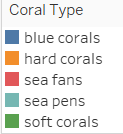 Coral Type
blue corals
hard corals
sea fans
sea pens
soft corals